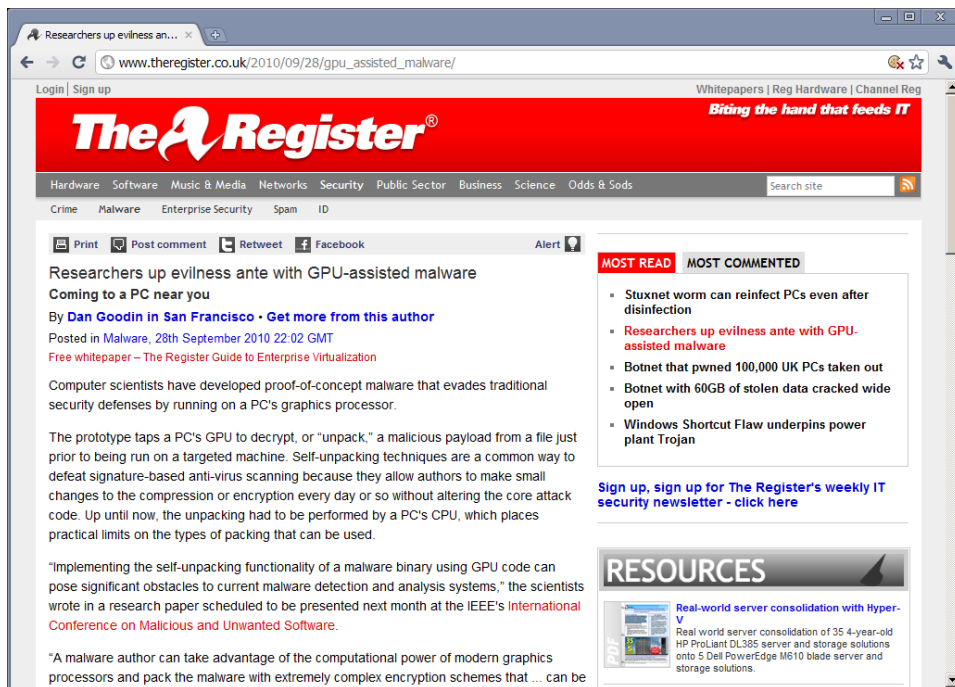 Researchers up evilness an...
www.theregister.co.uk/2010/09/28/gpu_assisted_malware/
Login | Sign up
Whitepapers | Reg Hardware | Channel Reg
Biting the hand that feeds IT
The Register®
Hardware Software Music & Media Networks Security Public Sector Business Science Odds & Sods
Search site
Crime Malware Enterprise Security Spam ID
Print Post comment Retweet Facebook Alert
Researchers up evilness ante with GPU-assisted malware
Coming to a PC near you
By Dan Goodin in San Francisco • Get more from this author
Posted in Malware, 28th September 2010 22:02 GMT
Free whitepaper – The Register Guide to Enterprise Virtualization
Computer scientists have developed proof-of-concept malware that evades traditional
security defenses by running on a PC's graphics processor.
The prototype taps a PC's GPU to decrypt, or “unpack,” a malicious payload from a file just
prior to being run on a targeted machine. Self-unpacking techniques are a common way to
defeat signature-based anti-virus scanning because they allow authors to make small
changes to the compression or encryption every day or so without altering the core attack
code. Up until now, the unpacking had to be performed by a PC's CPU, which places
practical limits on the types of packing that can be used.
“Implementing the self-unpacking functionality of a malware binary using GPU code can
pose significant obstacles to current malware detection and analysis systems,” the scientists
wrote in a research paper scheduled to be presented next month at the IEEE's International
Conference on Malicious and Unwanted Software.
“A malware author can take advantage of the computational power of modern graphics
processors and pack the malware with extremely complex encryption schemes that ... can be
MOST READ MOST COMMENTED
Stuxnet worm can reinfect PCs even after
disinfection
Researchers up evilness ante with GPU-
assisted malware
Botnet that pwned 100,000 UK PCs taken out
Botnet with 60GB of stolen data cracked wide
open
Windows Shortcut Flaw underpins power
plant Trojan
Sign up, sign up for The Register's weekly IT
security newsletter - click here
RESOURCES
PDF
Real-world server consolidation with Hyper-
V
Real world server consolidation of 35 4-year-old
HP ProLiant DL385 server and storage solutions
onto 5 Dell PowerEdge M610 blade server and
storage solutions.